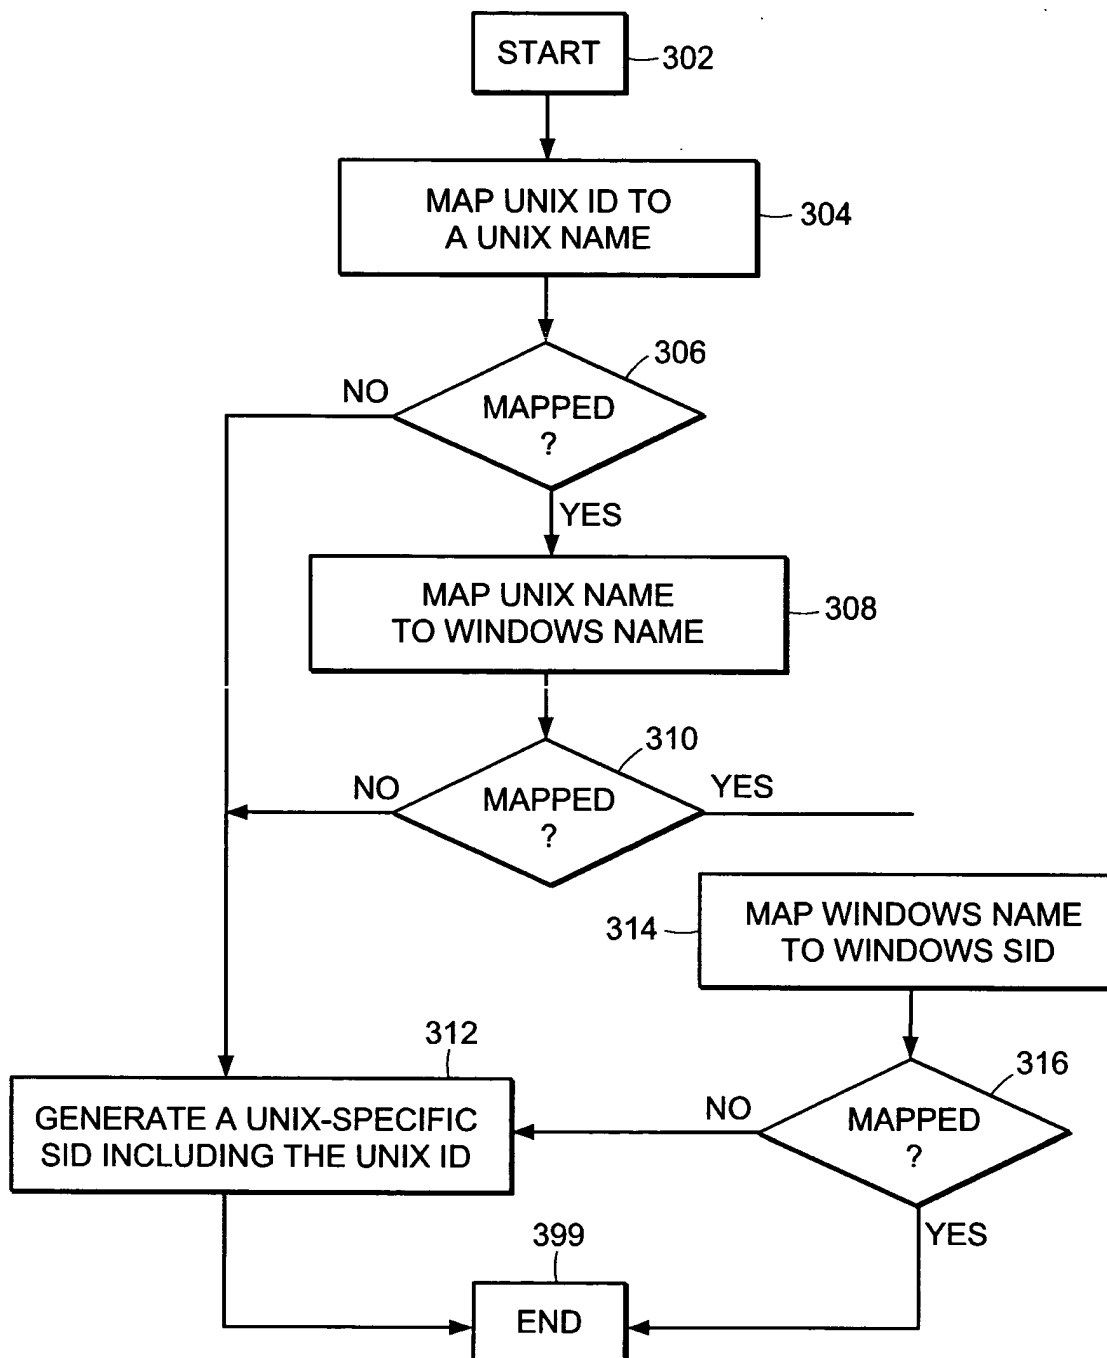 START
302
MAP UNIX ID TO
A UNIX NAME
304
306
NO
MAPPED
?
YES
MAP UNIX NAME
TO WINDOWS NAME
308
310
NO
MAPPED
?
YES
MAP WINDOWS NAME
TO WINDOWS SID
314
312
GENERATE A UNIX-SPECIFIC
SID INCLUDING THE UNIX ID
316
NO
MAPPED
?
YES
399
END